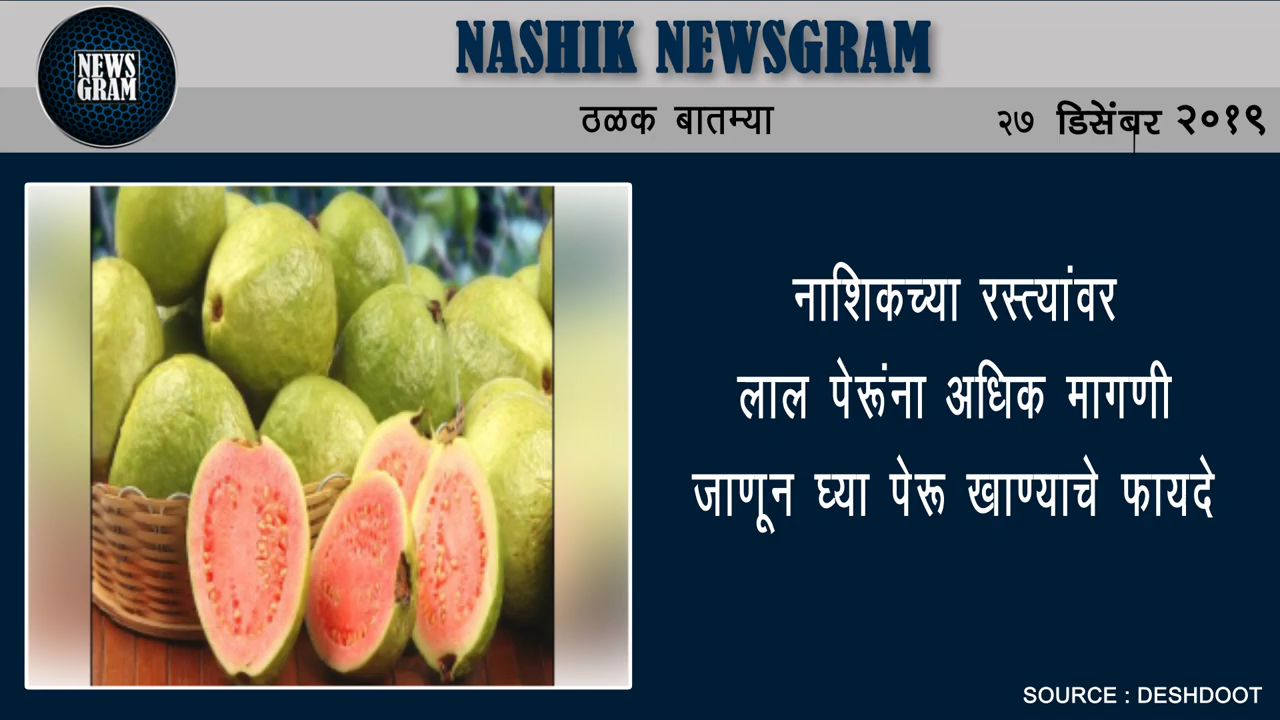 NEWS
GRAM
NASHIK NEWSGRAM
ठळक बातम्या
२७ डिसेंबर २०१९
नाशिकच्या रस्त्यांवर
लाल पेरूंना अधिक मागणी
जाणून घ्या पेरू खाण्याचे फायदे
SOURCE : DESHDOOT